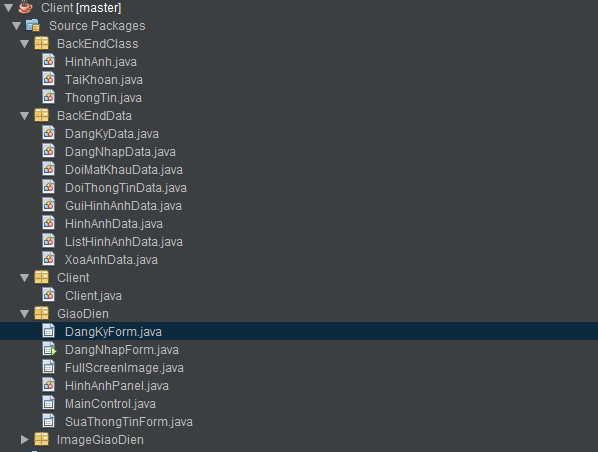 Client [master]
Source Packages
BackEndClass
HinhAnh.java
TaiKhoan.java
ThongTin.java
BackEndData
DangKyData.java
DangNhapData.java
DoiMatKhauData.java
DoiThongTinData.java
GuiHinhAnhData.java
HinhAnhData.java
ListHinhAnhData.java
XoaAnhData.java
Client
Client.java
GiaoDien
DangKyForm.java
DangNhapForm.java
FullScreenImage.java
HinhAnhPanel.java
MainControl.java
SuaThongTinForm.java
ImageGiaoDien